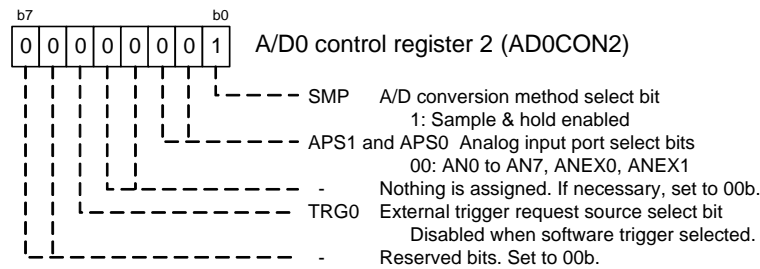 b7 b0
0 0 0 0 0 0 0 1 A/D0 control register 2 (AD0CON2)
SMP A/D conversion method select bit
1: Sample & hold enabled
APS1 and APS0 Analog input port select bits
00: AN0 to AN7, ANEX0, ANEX1
- Nothing is assigned. If necessary, set to 00b.
TRG0 External trigger request source select bit
Disabled when software trigger selected.
- Reserved bits. Set to 00b.